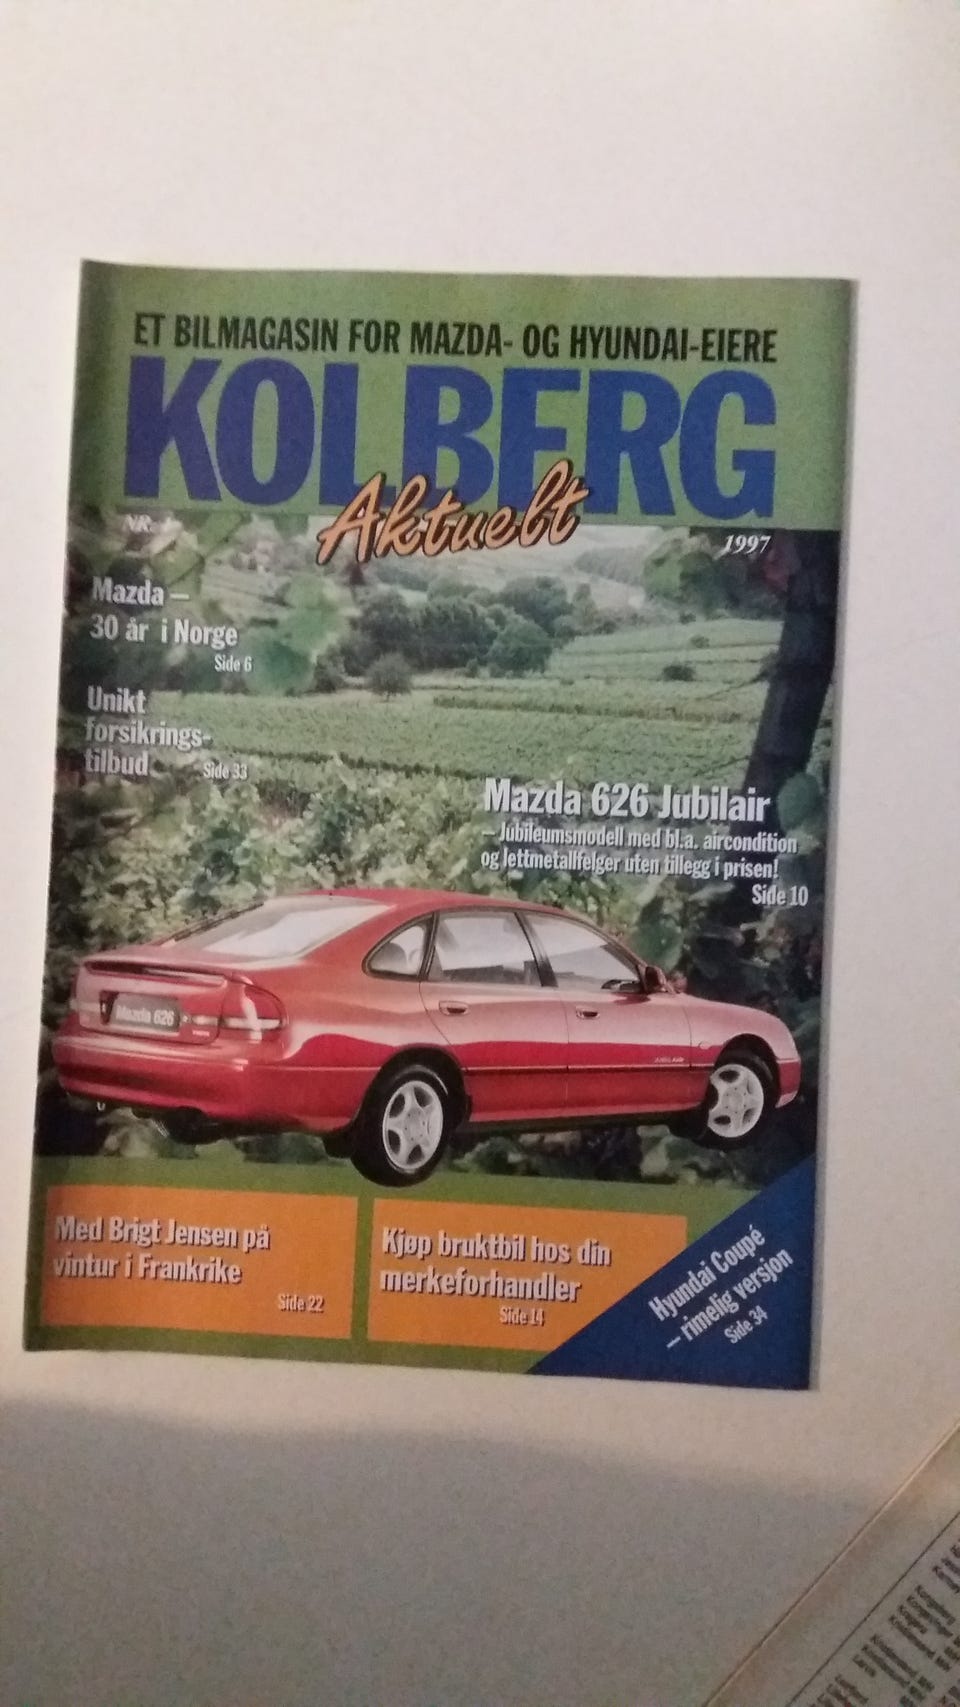 ET BILMAGASIN FOR MAZDA- OG HYUNDAI-EIERE
KOLBERG
Aktuelt
NR.
1997
Mazda –
30 år i Norge
Side 6
Unikt
forsikrings-
tilbud
Side 33
Mazda 626 Jubilair
– Jubileumsmodell med bl.a. aircondition
og lettmetallfelger uten tillegg i prisen!
Side 10
Mazda 626
Med Brigt Jensen på
vintur i Frankrike
Side 22
Kjøp bruktbil hos din
merkeforhandler
Side 14
Hyundai Coupé
– rimelig versjon
Side 34